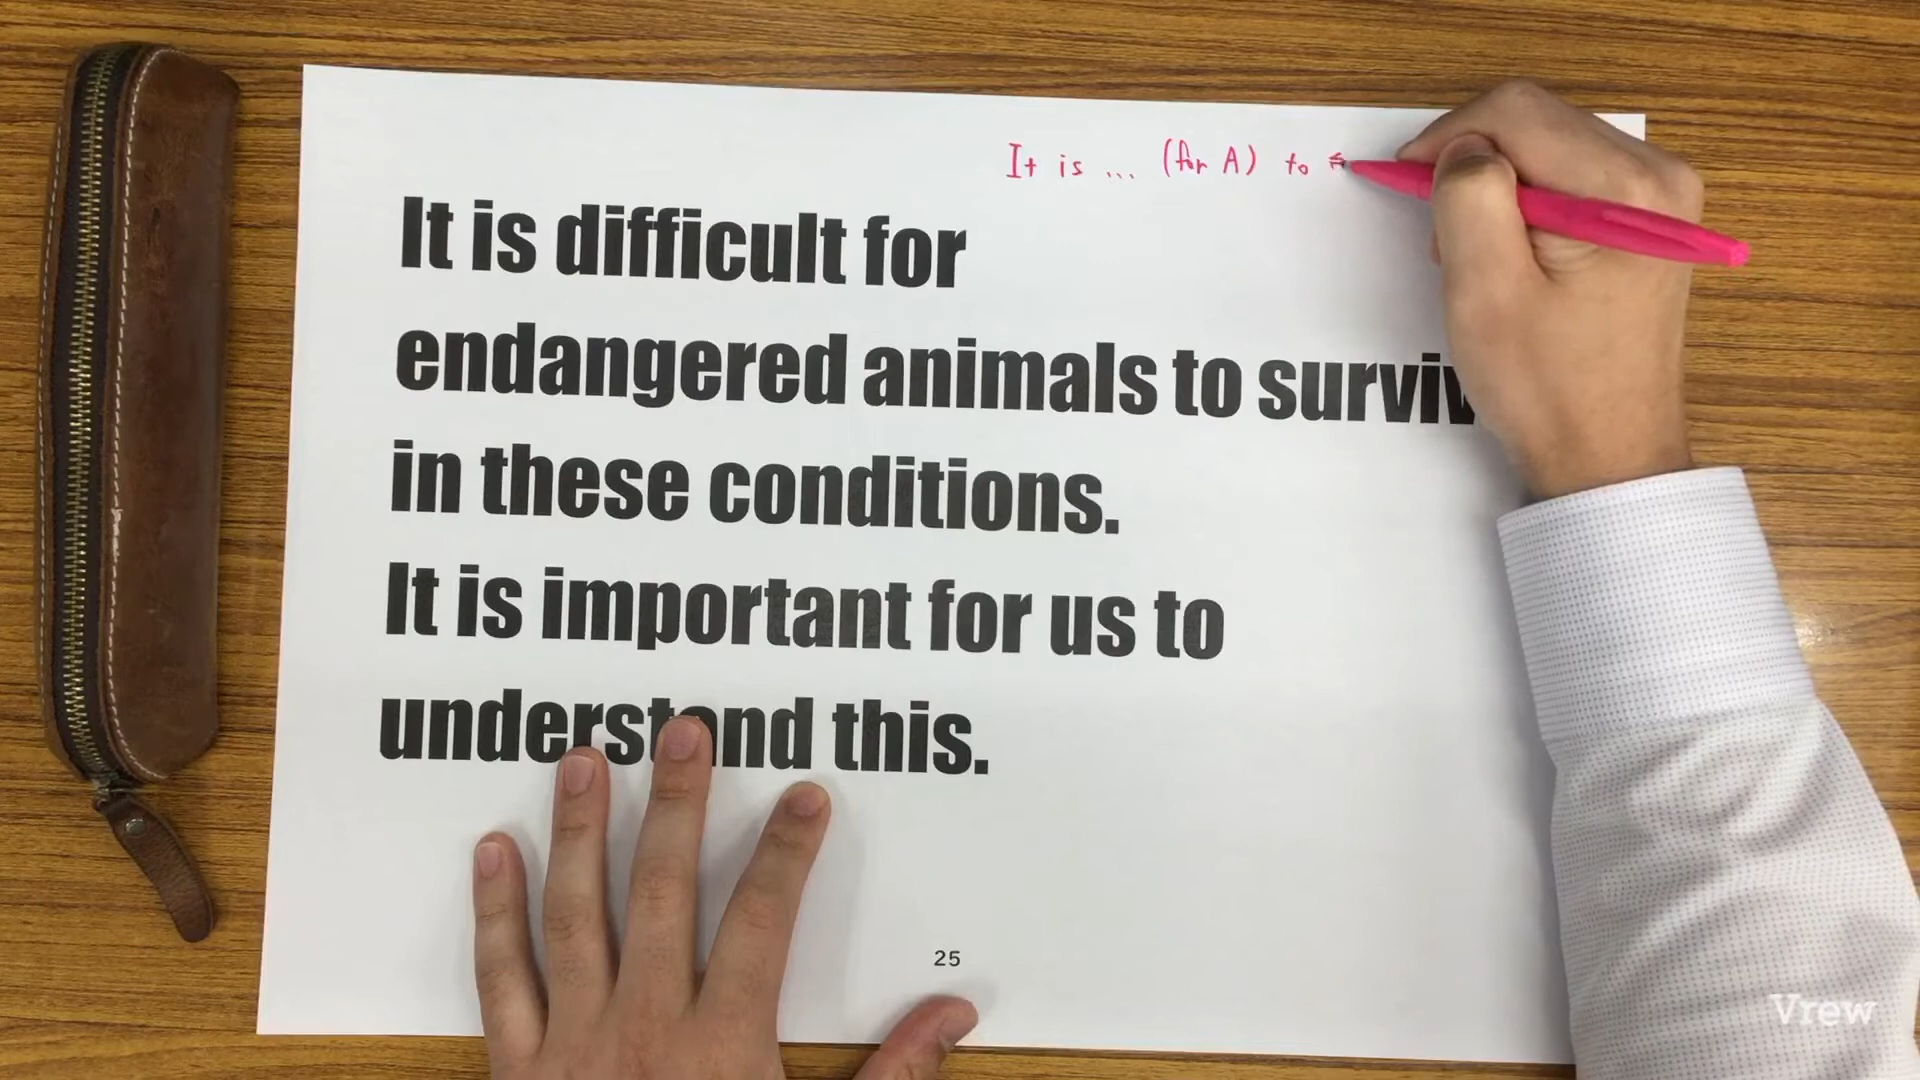 It is ... (for A) to
It is difficult for
endangered animals to surviv
in these conditions.
It is important for us to
understand this.
25
Vrew